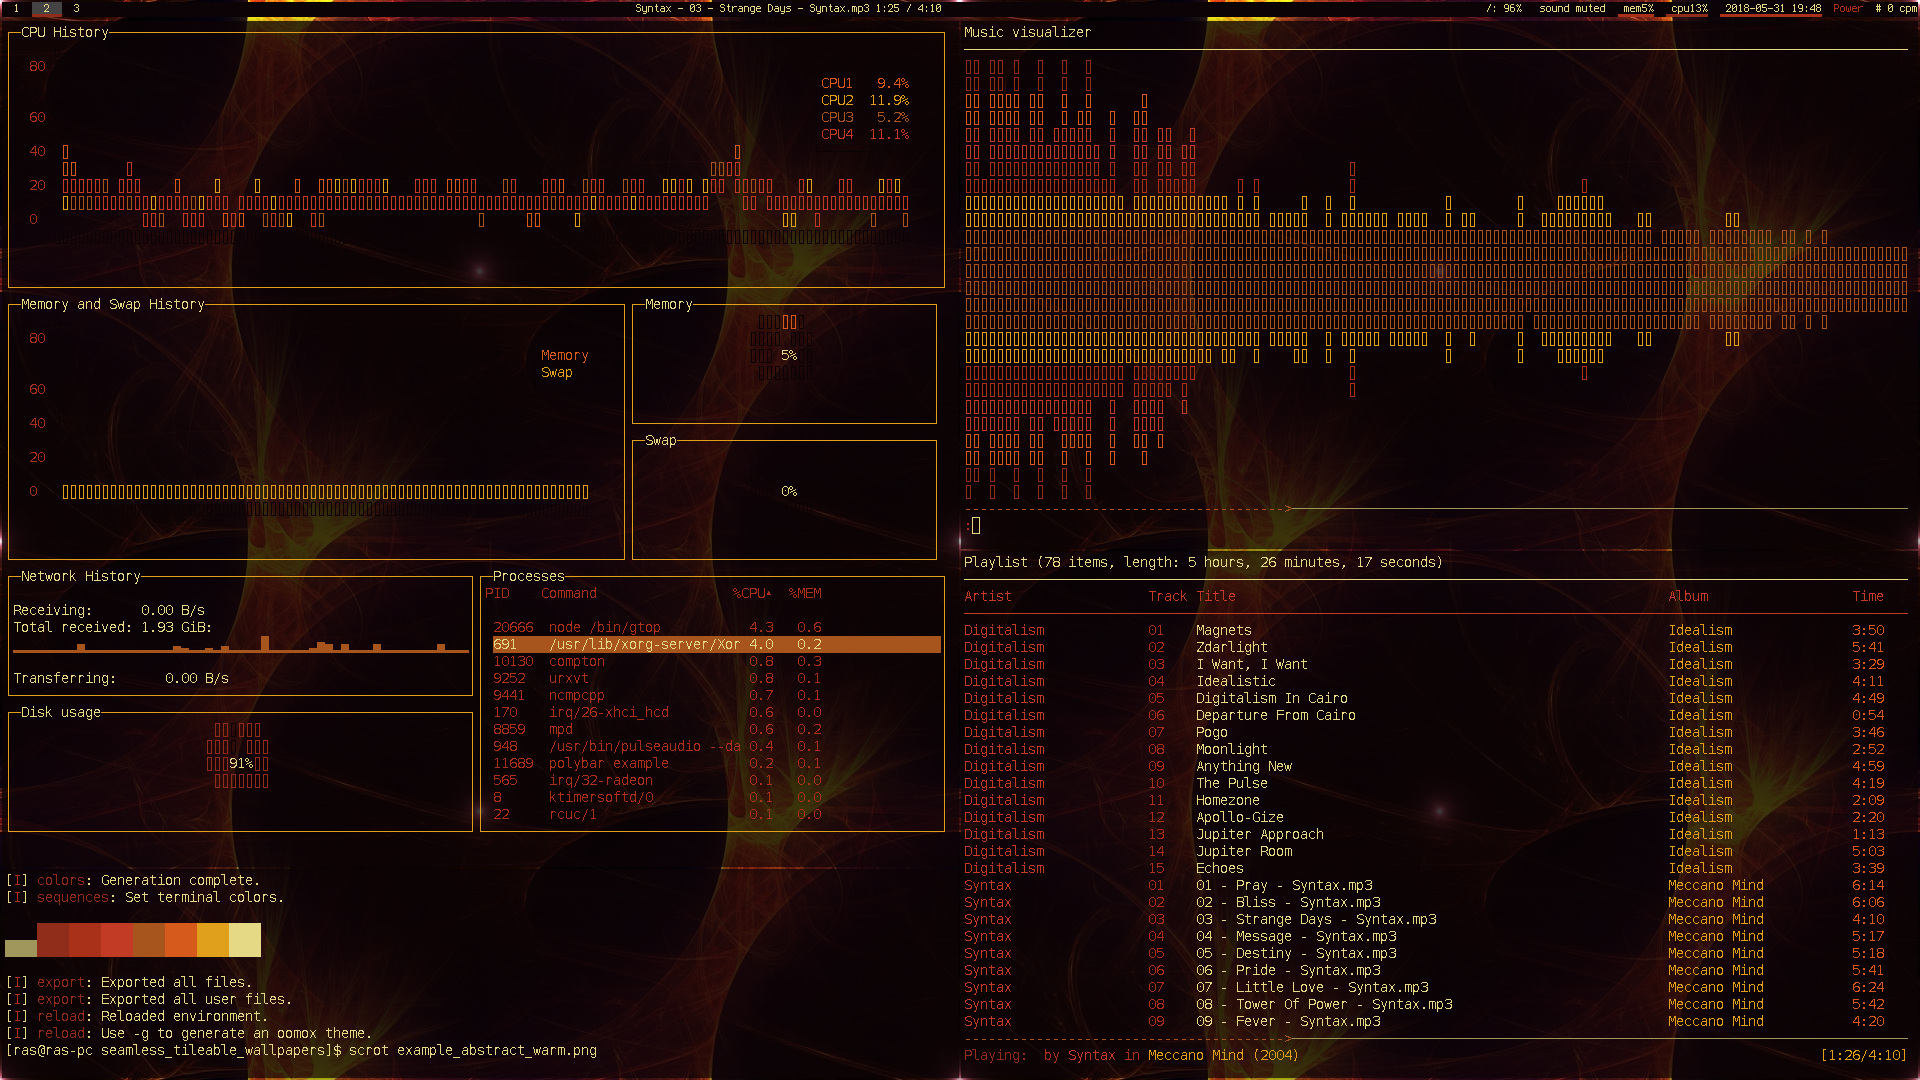 1 2 3 Syntax - 03 - Strange Days - Syntax.mp3 1:25 / 4:10 /: 96% sound muted mem5% cpu13% 2018-05-31 19:48 Power # 0 cpm
CPU History
80
60
40
20
0
CPU1 9.4%
CPU2 11.9%
CPU3 5.2%
CPU4 11.1%
Memory and Swap History
80
60
40
20
0
Memory
Swap
Memory
5%
Swap
0%
Network History
Receiving: 0.00 B/s
Total received: 1.93 GiB:
Transferring: 0.00 B/s
Disk usage
91%
Processes
PID Command %CPU▴ %MEM
20666 node /bin/gtop 4.3 0.6
691 /usr/lib/xorg-server/Xor 4.0 0.2
10130 compton 0.8 0.3
9252 urxvt 0.8 0.1
9441 ncmpcpp 0.7 0.1
170 irq/26-xhci_hcd 0.6 0.0
8859 mpd 0.6 0.2
948 /usr/bin/pulseaudio --da 0.4 0.1
11689 polybar example 0.2 0.1
565 irq/32-radeon 0.1 0.0
8 ktimersoftd/0 0.1 0.0
22 rcuc/1 0.1 0.0
[I] colors: Generation complete.
[I] sequences: Set terminal colors.
[I] export: Exported all files.
[I] export: Exported all user files.
[I] reload: Reloaded environment.
[I] reload: Use -g to generate an oomox theme.
[ras@ras-pc seamless_tileable_wallpapers]$ scrot example_abstract_warm.png
Music visualizer
:
Playlist (78 items, length: 5 hours, 26 minutes, 17 seconds)
Artist Track Title Album Time
Digitalism 01 Magnets Idealism 3:50
Digitalism 02 Zdarlight Idealism 5:41
Digitalism 03 I Want, I Want Idealism 3:29
Digitalism 04 Idealistic Idealism 4:11
Digitalism 05 Digitalism In Cairo Idealism 4:49
Digitalism 06 Departure From Cairo Idealism 0:54
Digitalism 07 Pogo Idealism 3:46
Digitalism 08 Moonlight Idealism 2:52
Digitalism 09 Anything New Idealism 4:59
Digitalism 10 The Pulse Idealism 4:19
Digitalism 11 Homezone Idealism 2:09
Digitalism 12 Apollo-Gize Idealism 2:20
Digitalism 13 Jupiter Approach Idealism 1:13
Digitalism 14 Jupiter Room Idealism 5:03
Digitalism 15 Echoes Idealism 3:39
Syntax 01 01 - Pray - Syntax.mp3 Meccano Mind 6:14
Syntax 02 02 - Bliss - Syntax.mp3 Meccano Mind 6:06
Syntax 03 03 - Strange Days - Syntax.mp3 Meccano Mind 4:10
Syntax 04 04 - Message - Syntax.mp3 Meccano Mind 5:17
Syntax 05 05 - Destiny - Syntax.mp3 Meccano Mind 5:18
Syntax 06 06 - Pride - Syntax.mp3 Meccano Mind 5:41
Syntax 07 07 - Little Love - Syntax.mp3 Meccano Mind 6:24
Syntax 08 08 - Tower Of Power - Syntax.mp3 Meccano Mind 5:42
Syntax 09 09 - Fever - Syntax.mp3 Meccano Mind 4:20
Playing: by Syntax in Meccano Mind (2004) [1:26/4:10]